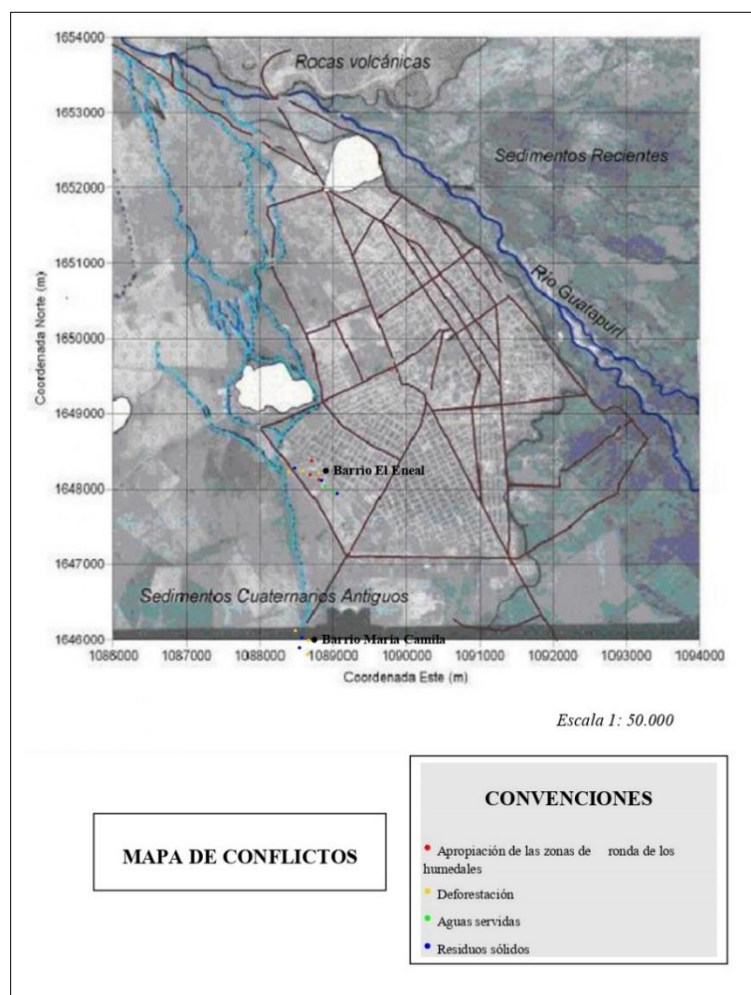 1654000
Rocas volcánicas
1653000
Sedimentos Recientes
1652000
1651000
Río Guatapurí
Coordenada Norte (m)
1650000
1649000
Barrio El Eneal
1648000
1647000
Sedimentos Cuaternarios Antiguos
1646000
Barrio María Camila
1086000 1087000 1088000 1089000 1090000 1091000 1092000 1093000 1094000
Coordenada Este (m)
Escala 1: 50.000
MAPA DE CONFLICTOS
CONVENCIONES
Apropiación de las zonas de ronda de los
humedales
Deforestación
Aguas servidas
Residuos sólidos